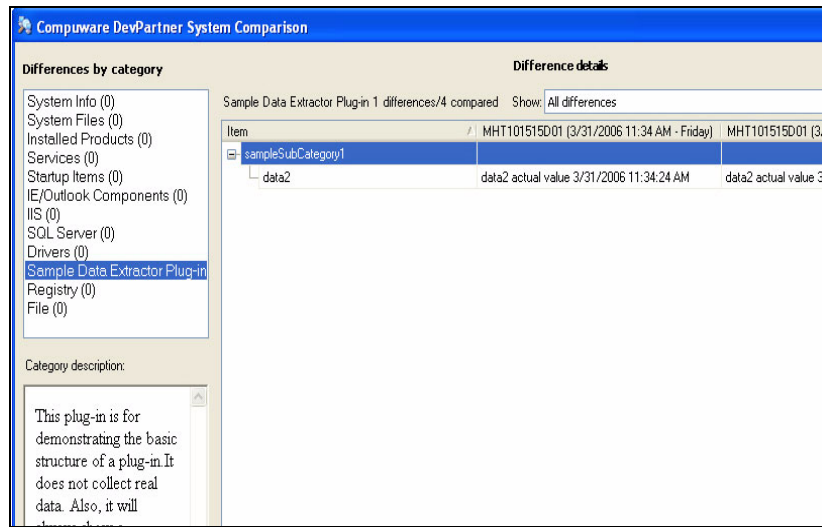 Compuware DevPartner System Comparison
Differences by category
System Info (0)
System Files (0)
Installed Products (0)
Services (0)
Startup Items (0)
IE/Outlook Components (0)
IIS (0)
SQL Server (0)
Drivers (0)
Sample Data Extractor Plug-in
Registry (0)
File (0)
Category description:
This plug-in is for
demonstrating the basic
structure of a plug-in.It
does not collect real
data. Also, it will
Difference details
Sample Data Extractor Plug-in 1 differences/4 compared Show: All differences
Item MHT101515D01 (3/31/2006 11:34 AM - Friday) MHT101515D01 (3
sampleSubCategory1
data2 data2 actual value 3/31/2006 11:34:24 AM data2 actual value 3